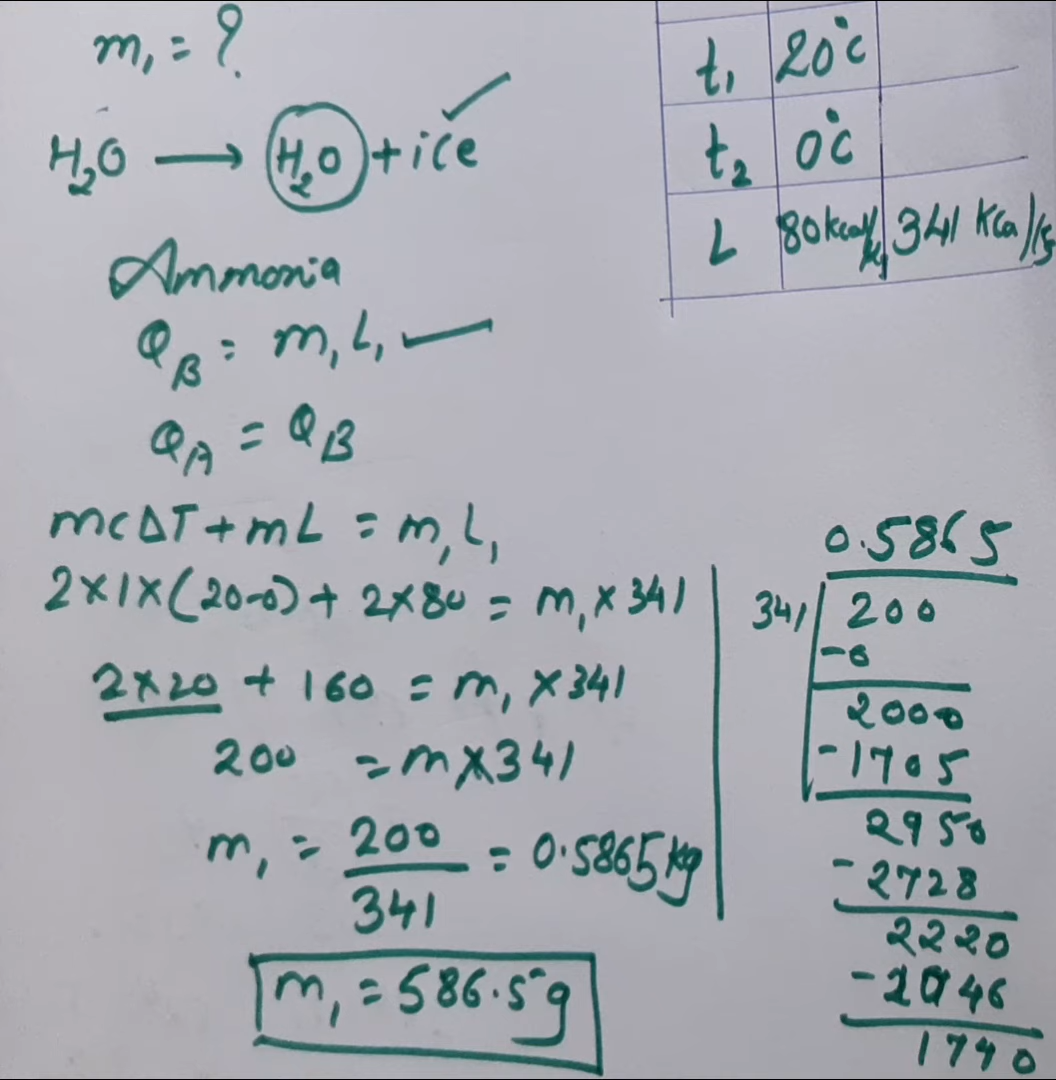 m₁ = ?
H₂O → H₂O + ice ✓
t₁ 20°c
t₂ 0°c
L 80 kcal/kg 341 Kcal/kg
Ammonia
Q_B = m₁L₁
Q_A = Q_B
mcΔT + mL = m₁L₁
2×1×(20-0) + 2×80 = m₁×341
2×20 + 160 = m₁×341
200 = m×341
m₁ = 200/341 = 0.5865 kg
m₁ = 586.5 g
0.5865
341 200
-0
2000
-1705
2950
-2728
2220
-2046
1740